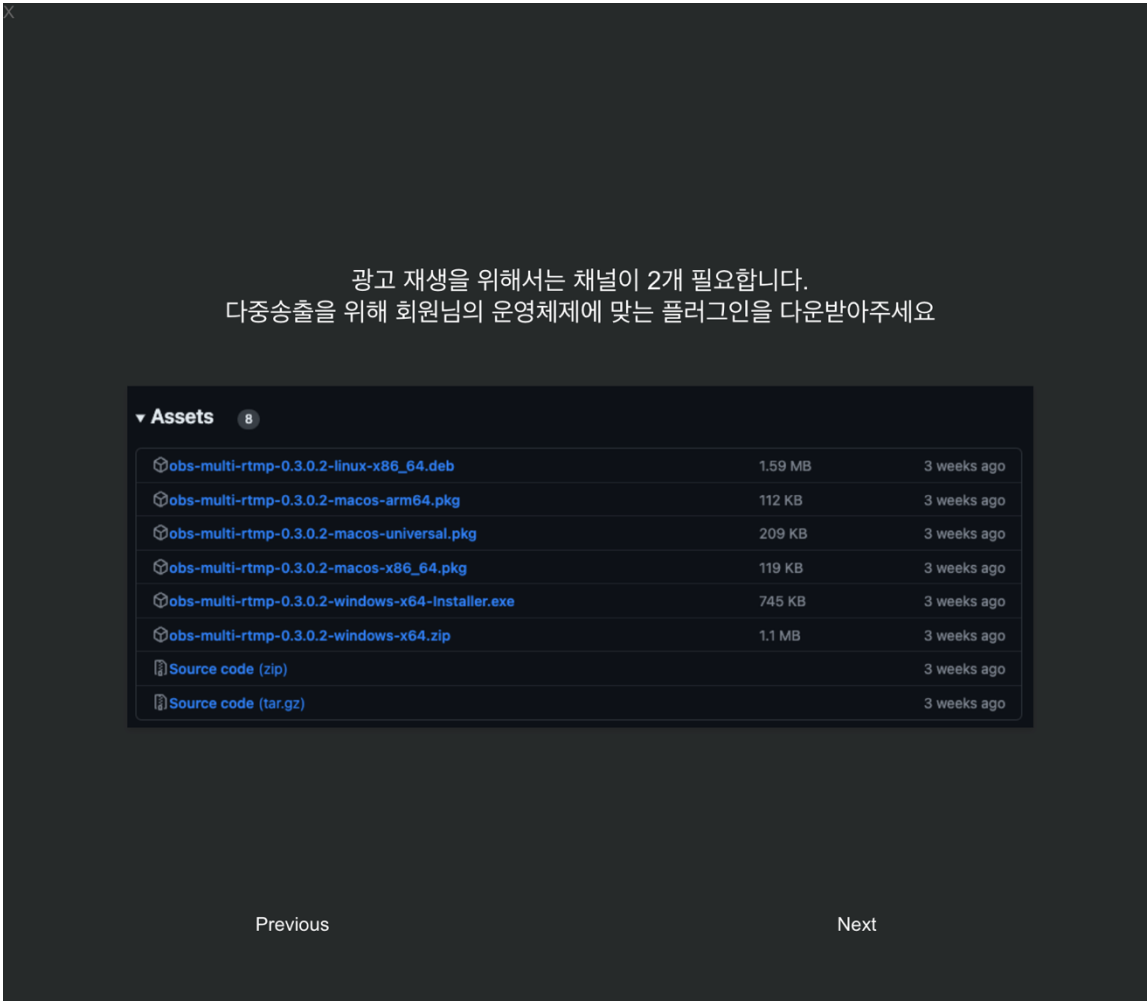 X
광고 재생을 위해서는 채널이 2개 필요합니다.
다중송출을 위해 회원님의 운영체제에 맞는 플러그인을 다운받아주세요
Assets 8
obs-multi-rtmp-0.3.0.2-linux-x86_64.deb 1.59 MB 3 weeks ago
obs-multi-rtmp-0.3.0.2-macos-arm64.pkg 112 KB 3 weeks ago
obs-multi-rtmp-0.3.0.2-macos-universal.pkg 209 KB 3 weeks ago
obs-multi-rtmp-0.3.0.2-macos-x86_64.pkg 119 KB 3 weeks ago
obs-multi-rtmp-0.3.0.2-windows-x64-Installer.exe 745 KB 3 weeks ago
obs-multi-rtmp-0.3.0.2-windows-x64.zip 1.1 MB 3 weeks ago
Source code (zip) 3 weeks ago
Source code (tar.gz) 3 weeks ago
Previous Next